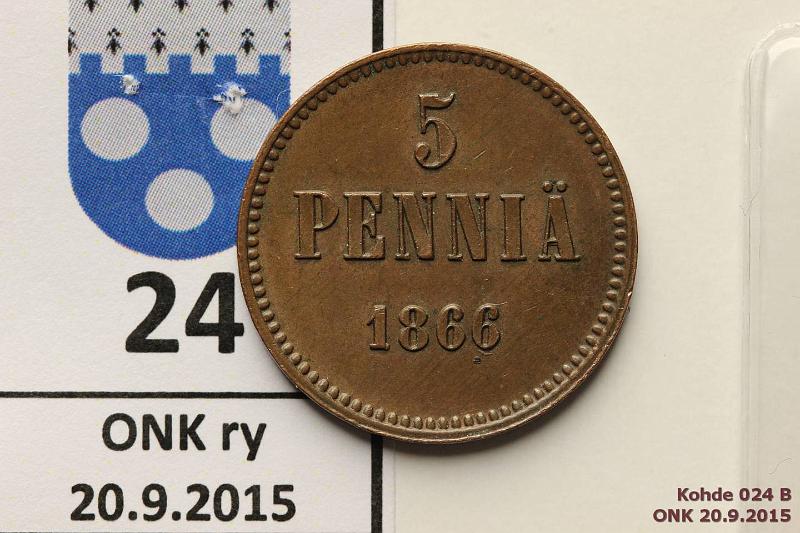 5
PENNIÄ
1866
24
ONK ry
20.9.2015
Kohde 024 B
ONK 20.9.2015